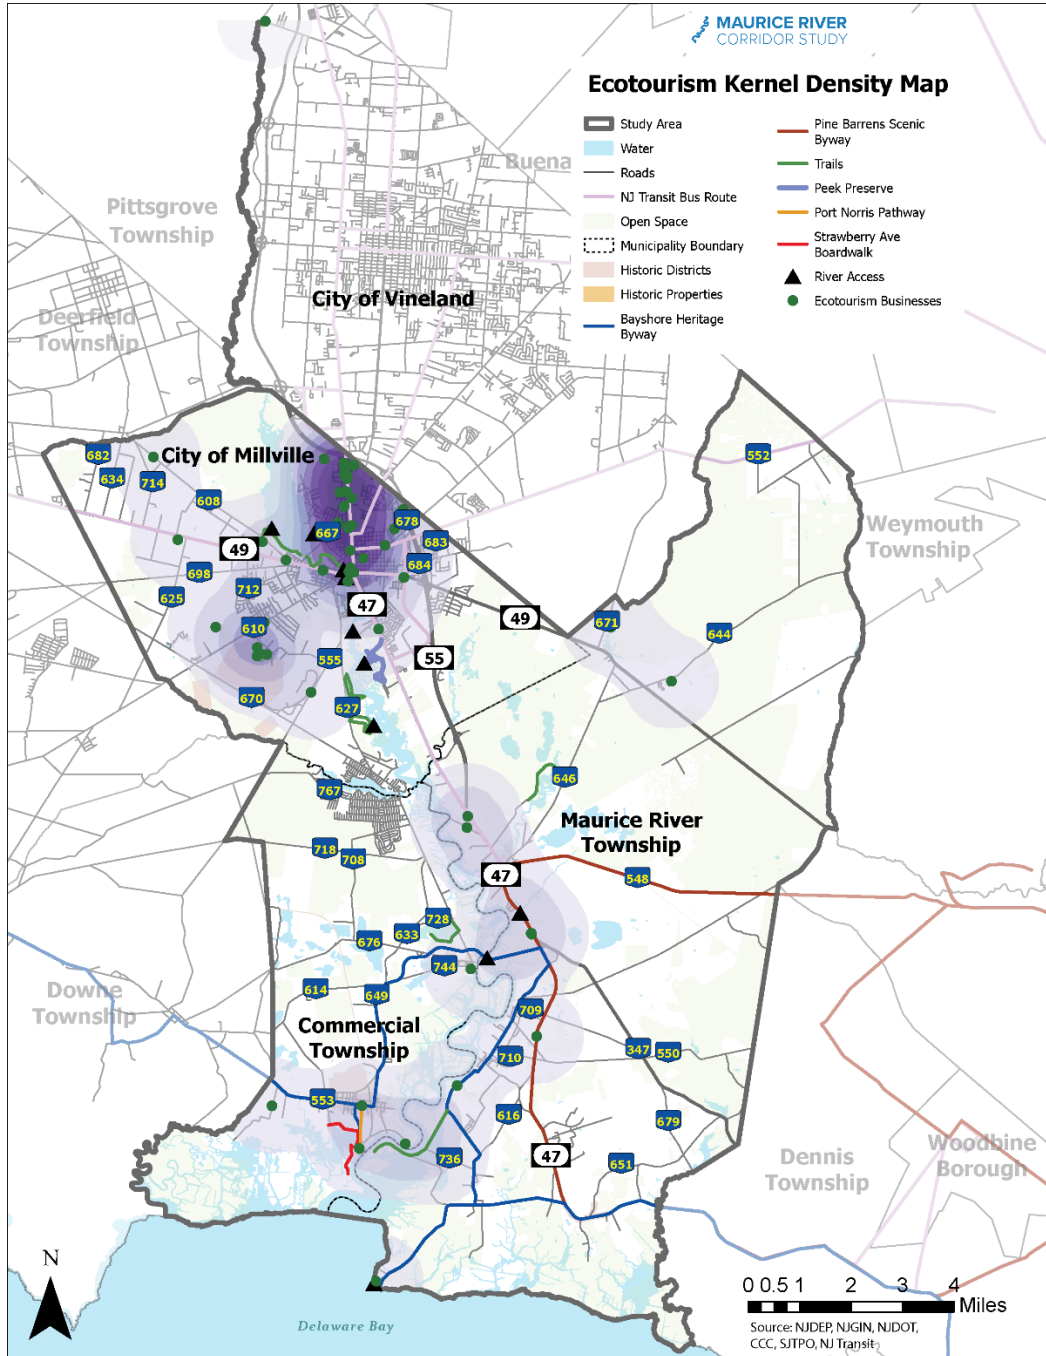 MAURICE RIVER
CORRIDOR STUDY
Ecotourism Kernel Density Map
Study Area
Water
Roads
NJ Transit Bus Route
Open Space
Municipality Boundary
Historic Districts
Historic Properties
Bayshore Heritage
Byway
Pine Barrens Scenic
Byway
Trails
Peek Preserve
Port Norris Pathway
Strawberry Ave
Boardwalk
River Access
Ecotourism Businesses
Buena
Pittsgrove
Township
City of Vineland
Deerfield
Township
City of Millville
682
634
714
608
552
Weymouth
Township
667
678
683
684
49
698
712
625
47
49
671
644
610
555
55
670
627
646
767
Maurice River
Township
718
708
47
548
728
633
676
744
614
649
Downe
Township
709
Commercial
Township
710
347
550
553
616
679
736
47
651
Dennis
Township
Woodbine
Borough
N
Delaware Bay
0 0.5 1 2 3 4
Miles
Source: NJDEP, NJGIN, NJDOT,
CCC, SJTPO, NJ Transit